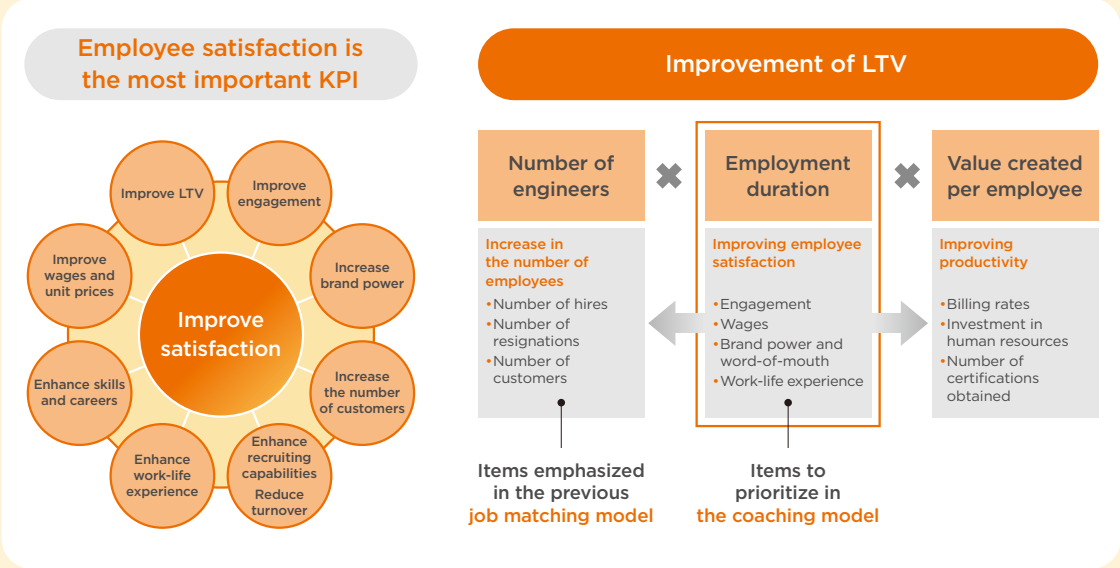 Employee satisfaction is
the most important KPI
Improve LTV
Improve
engagement
Increase
brand power
Increase
the number
of customers
Enhance
recruiting
capabilities
Reduce
turnover
Enhance
work-life
experience
Enhance skills
and careers
Improve
wages and
unit prices
Improve
satisfaction
Improvement of LTV
Number of
engineers
✖
Employment
duration
✖
Value created
per employee
Increase in
the number of
employees
•Number of hires
•Number of
resignations
•Number of
customers
Improving employee
satisfaction
•Engagement
•Wages
•Brand power and
word-of-mouth
•Work-life experience
Improving
productivity
•Billing rates
•Investment in
human resources
•Number of
certifications
obtained
Items emphasized
in the previous
job matching model
Items to
prioritize in
the coaching model